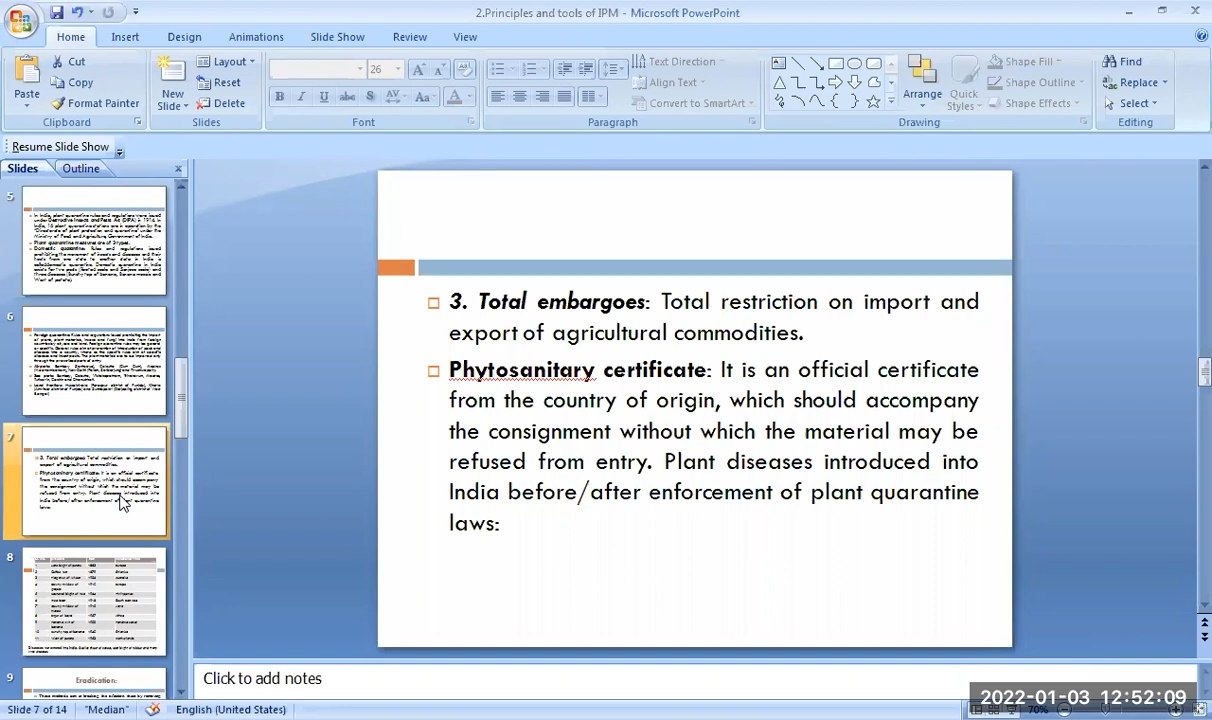 2.Principles and tools of IPM - Microsoft PowerPoint
Home Insert Design Animations Slide Show Review View
Paste
Cut
Copy
Format Painter
Clipboard
New Slide
Layout
Reset
Delete
Slides
26
B I U abc S AV Aa A
Font
Text Direction
Align Text
Convert to SmartArt
Paragraph
Arrange
Quick Styles
Shape Fill
Shape Outline
Shape Effects
Drawing
Find
Replace
Select
Editing
Resume Slide Show
Slides Outline
5
6
7
8
9
Eradication:
3. Total embargoes: Total restriction on import and
export of agricultural commodities.
Phytosanitary certificate: It is an official certificate
from the country of origin, which should accompany
the consignment without which the material may be
refused from entry. Plant diseases introduced into
India before/after enforcement of plant quarantine
laws:
Click to add notes
Slide 7 of 14 "Median" English (United States)
2022-01-03 12:52:09
70%